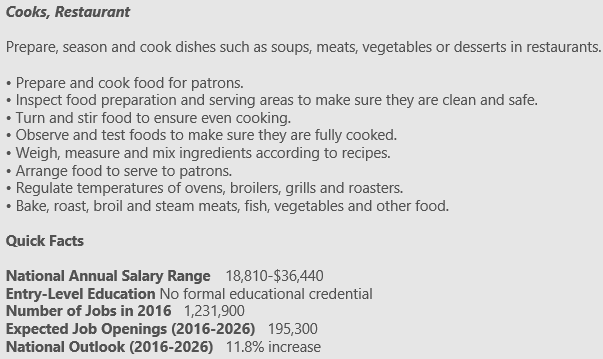 Cooks, Restaurant
Prepare, season and cook dishes such as soups, meats, vegetables or desserts in restaurants.
• Prepare and cook food for patrons.
• Inspect food preparation and serving areas to make sure they are clean and safe.
• Turn and stir food to ensure even cooking.
• Observe and test foods to make sure they are fully cooked.
• Weigh, measure and mix ingredients according to recipes.
• Arrange food to serve to patrons.
• Regulate temperatures of ovens, broilers, grills and roasters.
• Bake, roast, broil and steam meats, fish, vegetables and other food.
Quick Facts
National Annual Salary Range 18,810-$36,440
Entry-Level Education No formal educational credential
Number of Jobs in 2016 1,231,900
Expected Job Openings (2016-2026) 195,300
National Outlook (2016-2026) 11.8% increase